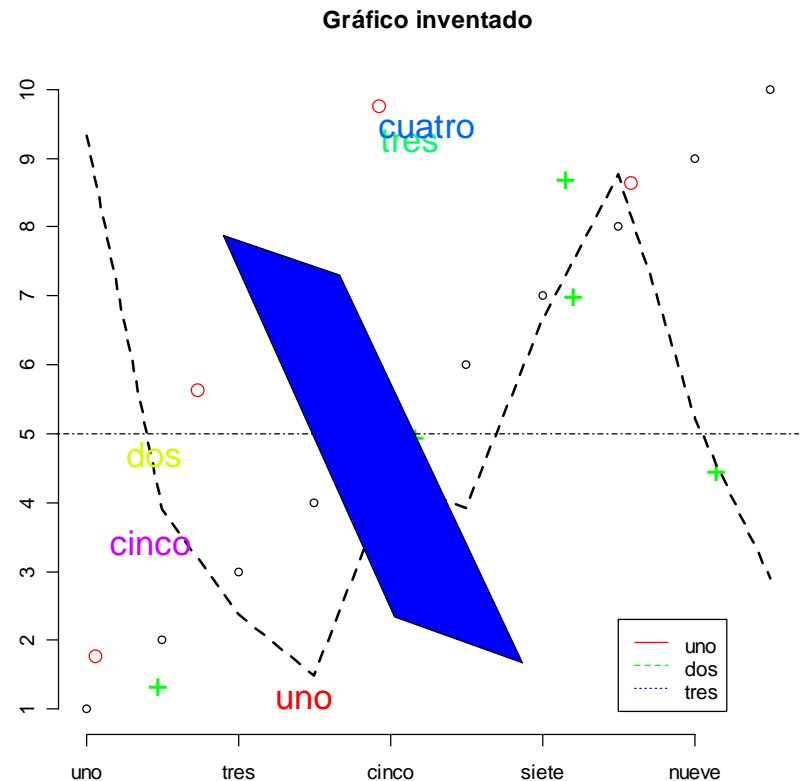 Gráfico inventado
10
9
8
7
6
5
4
3
2
1
cuatro
tres
dos
cinco
uno
uno
dos
tres
uno tres cinco siete nueve